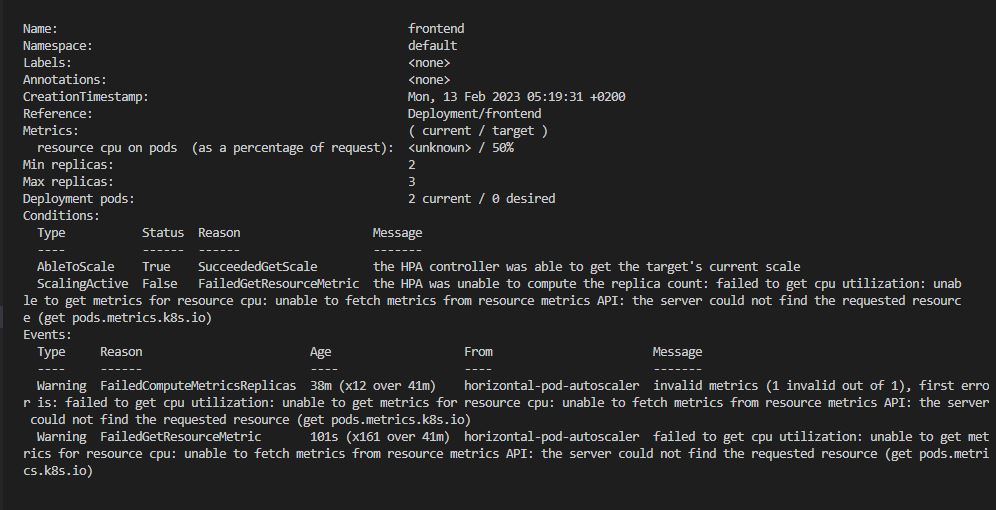 Name:                                                  frontend
Namespace:                                             default
Labels:                                                <none>
Annotations:                                           <none>
CreationTimestamp:                                     Mon, 13 Feb 2023 05:19:31 +0200
Reference:                                             Deployment/frontend
Metrics:                                               ( current / target )
  resource cpu on pods  (as a percentage of request):  <unknown> / 50%
Min replicas:                                          2
Max replicas:                                          3
Deployment pods:                                       2 current / 0 desired
Conditions:
  Type           Status  Reason                   Message
  ----           ------  ------                   -------
  AbleToScale    True    SucceededGetScale        the HPA controller was able to get the target's current scale
  ScalingActive  False   FailedGetResourceMetric  the HPA was unable to compute the replica count: failed to get cpu utilization: unab
le to get metrics for resource cpu: unable to fetch metrics from resource metrics API: the server could not find the requested resourc
e (get pods.metrics.k8s.io)
Events:
  Type     Reason                        Age                   From                       Message
  ----     ------                        ----                  ----                       -------
  Warning  FailedComputeMetricsReplicas  38m (x12 over 41m)    horizontal-pod-autoscaler  invalid metrics (1 invalid out of 1), first erro
r is: failed to get cpu utilization: unable to get metrics for resource cpu: unable to fetch metrics from resource metrics API: the server
 could not find the requested resource (get pods.metrics.k8s.io)
  Warning  FailedGetResourceMetric       101s (x161 over 41m)  horizontal-pod-autoscaler  failed to get cpu utilization: unable to get met
rics for resource cpu: unable to fetch metrics from resource metrics API: the server could not find the requested resource (get pods.metri
cs.k8s.io)